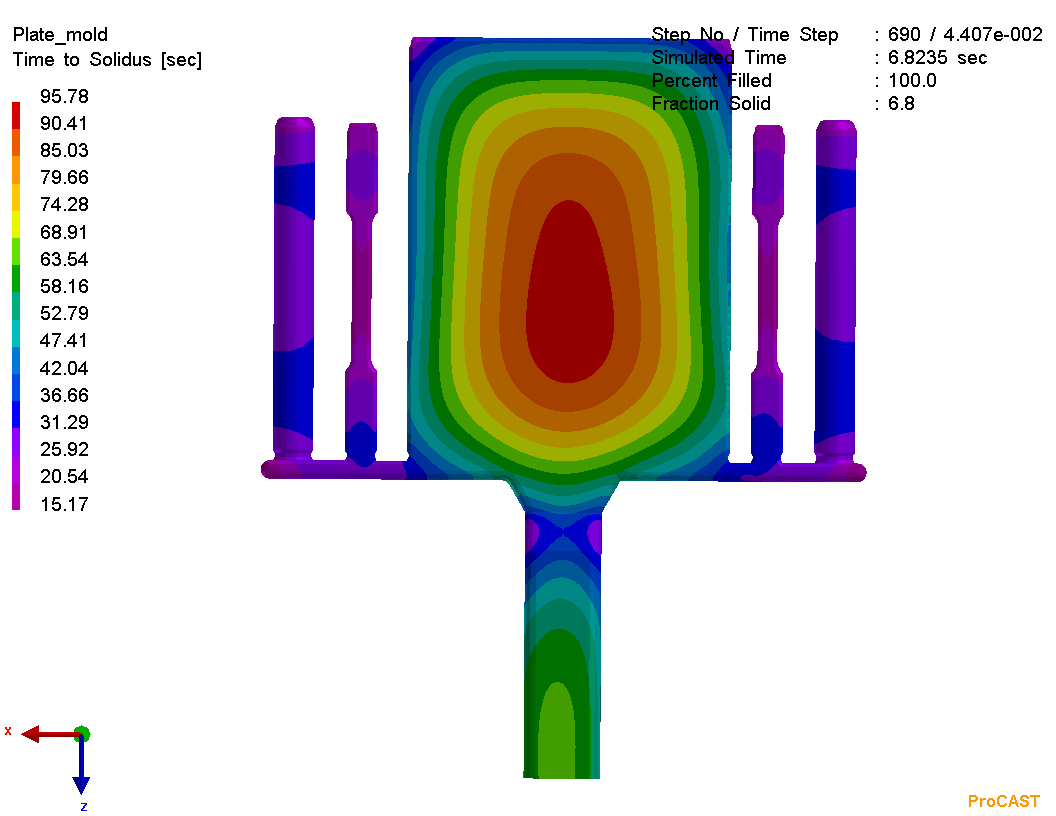 Plate_mold
Time to Solidus [sec]
Step No / Time Step : 690 / 4.407e-002
Simulated Time : 6.8235 sec
Percent Filled : 100.0
Fraction Solid : 6.8
95.78
90.41
85.03
79.66
74.28
68.91
63.54
58.16
52.79
47.41
42.04
36.66
31.29
25.92
20.54
15.17
x
z
ProCAST